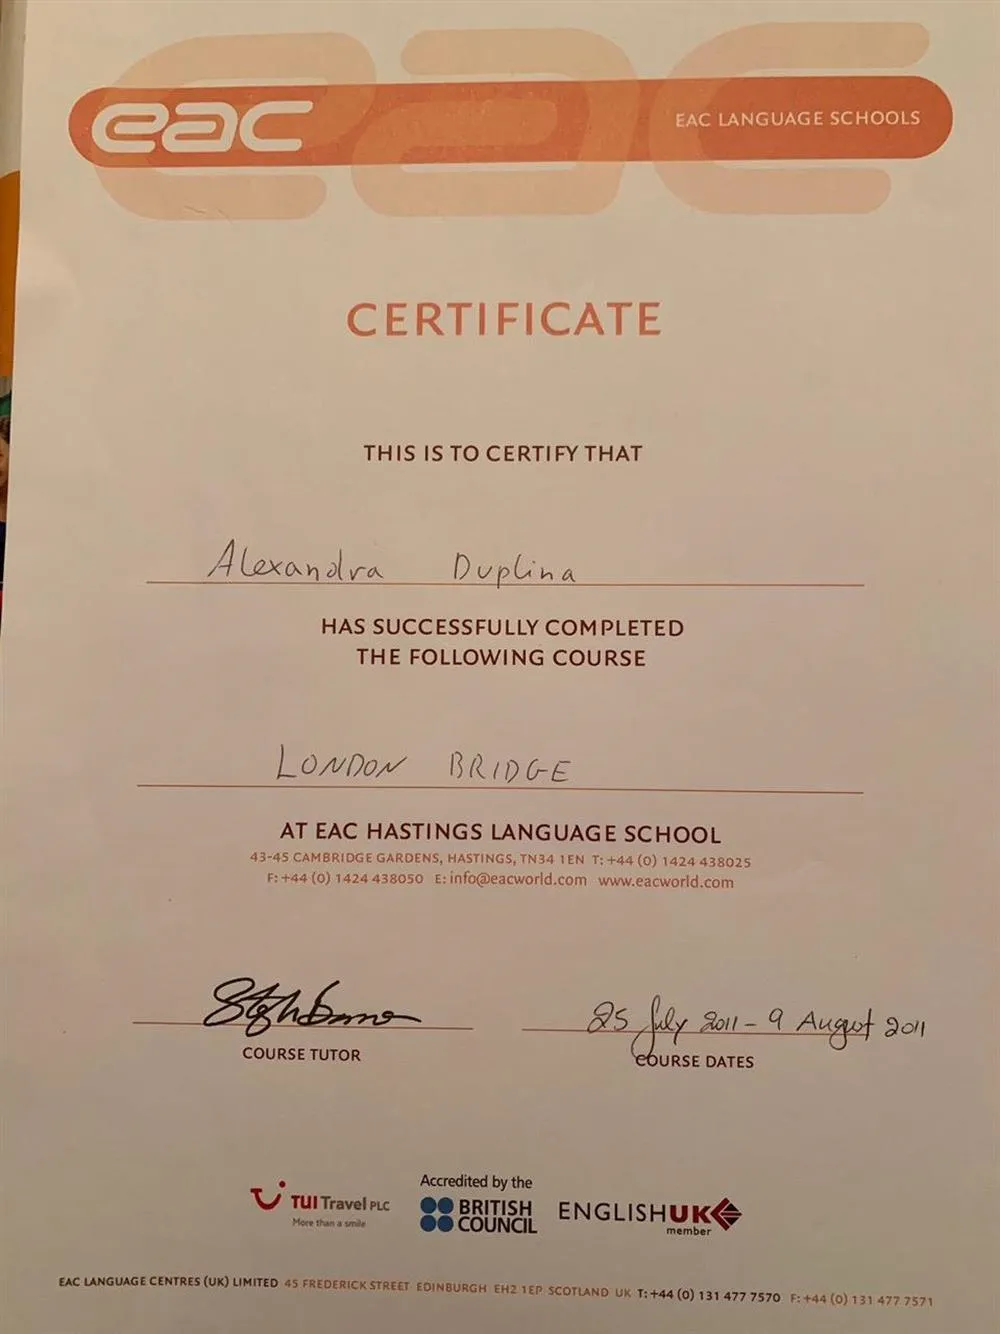 eac
EAC LANGUAGE SCHOOLS
CERTIFICATE
THIS IS TO CERTIFY THAT
Alexandra Duplina
HAS SUCCESSFULLY COMPLETED
THE FOLLOWING COURSE
LONDON BRIDGE
AT EAC HASTINGS LANGUAGE SCHOOL
43-45 CAMBRIDGE GARDENS, HASTINGS, TN34 1EN T: +44 (0) 1424 438025
F: +44 (0) 1424 438050 E: info@eacworld.com www.eacworld.com
25 July 2011 - 9 August 2011
COURSE TUTOR
COURSE DATES
TUI Travel PLC
More than a smile
Accredited by the
BRITISH
COUNCIL
ENGLISHUK
member
EAC LANGUAGE CENTRES (UK) LIMITED 45 FREDERICK STREET EDINBURGH EH2 1EP SCOTLAND UK T: +44 (0) 131 477 7570 F: +44 (0) 131 477 7571